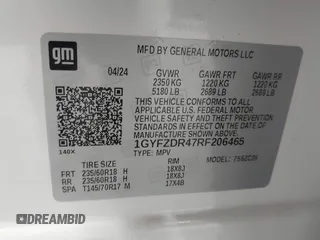 gm
MFD BY GENERAL MOTORS LLC
04/24 GVWR GAWR FRT GAWR RR
2350 KG 1220 KG 1220 KG
5180 LB 2689 LB 2689 LB
THIS VEHICLE CONFORMS TO ALL APPLICABLE
U.S. FEDERAL MOTOR VEHICLE SAFETY
STANDARDS IN EFFECT ON THE DATE OF
MANUFACTURE SHOWN ABOVE.
1GYFZDR47RF206465
140X
TYPE: MPV MODEL:
TIRE SIZE RIM
FRT 235/60R18 H 18X8J
RR 235/60R18 H 18X8J
SPA T145/70R17 M 17X4B
DREAMBID